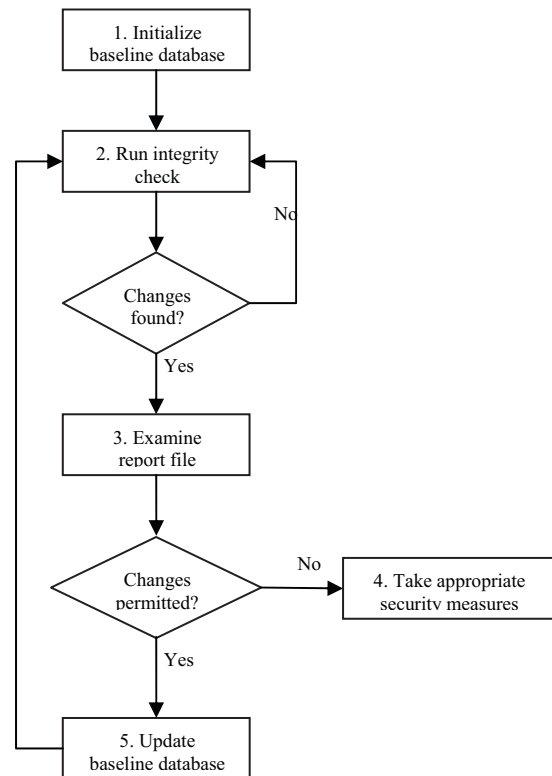 1. Initialize
baseline database
2. Run integrity
check
No
Changes
found?
Yes
3. Examine
report file
Changes
permitted?
No
4. Take appropriate
security measures
Yes
5. Update
baseline database